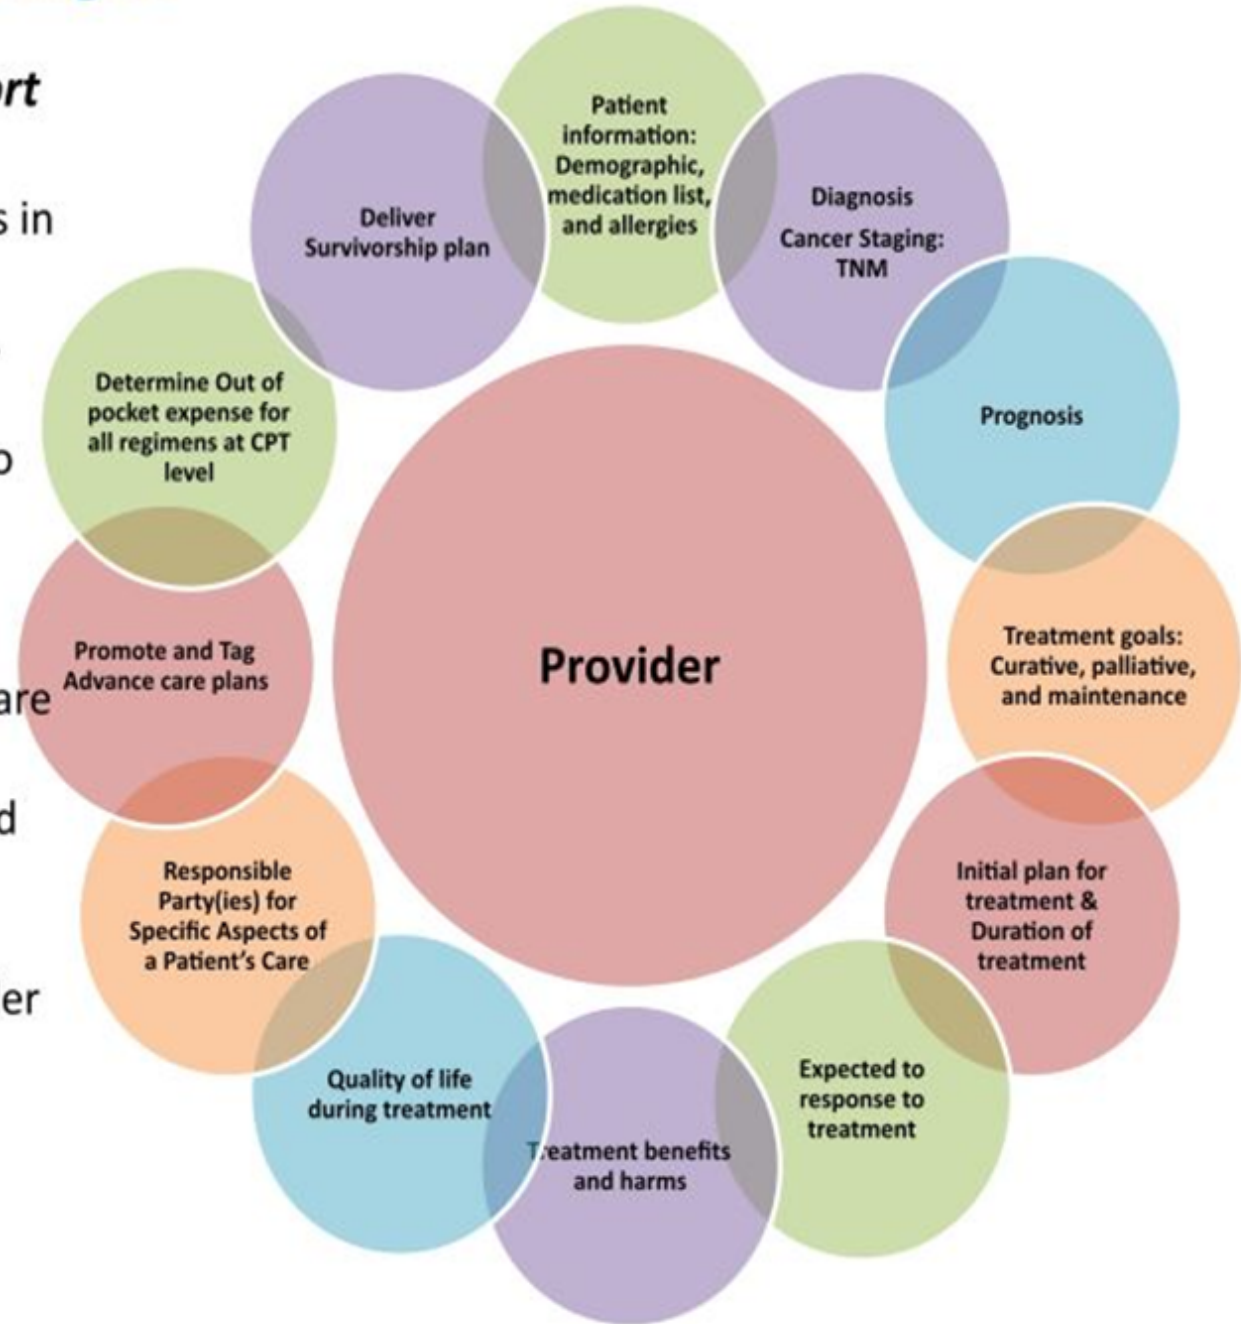 s in
are
er
Patient
information:
Demographic,
medication list,
and allergies
Diagnosis
Cancer Staging:
TNM
Prognosis
Treatment goals:
Curative, palliative,
and maintenance
Initial plan for
treatment &
Duration of
treatment
Expected to
response to
treatment
Treatment benefits
and harms
Quality of life
during treatment
Responsible
Party(ies) for
Specific Aspects of
a Patient's Care
Promote and Tag
Advance care plans
Determine Out of
pocket expense for
all regimens at CPT
level
Deliver
Survivorship plan
Provider